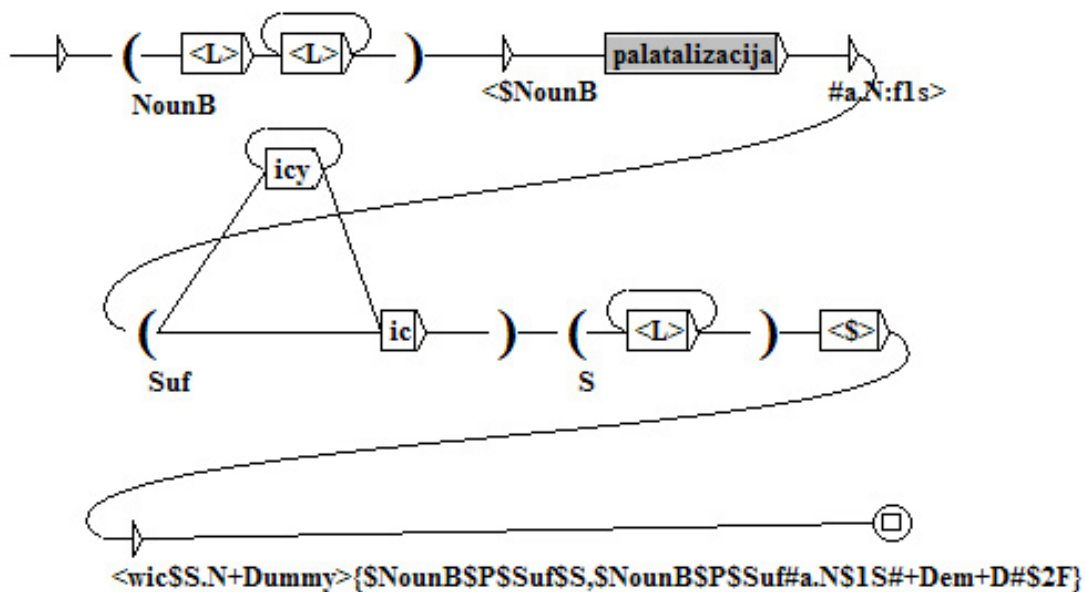 ( <L> <L> ) palatalizacija
NounB <$NounB #a.N:f1s>
icy
( ic ) ( <L> ) <$>
Suf S
<wic$S.N+Dummy>{$NounB$P$Suf$S,$NounB$P$Suf#a.N$1S#+Dem+D#$2F}